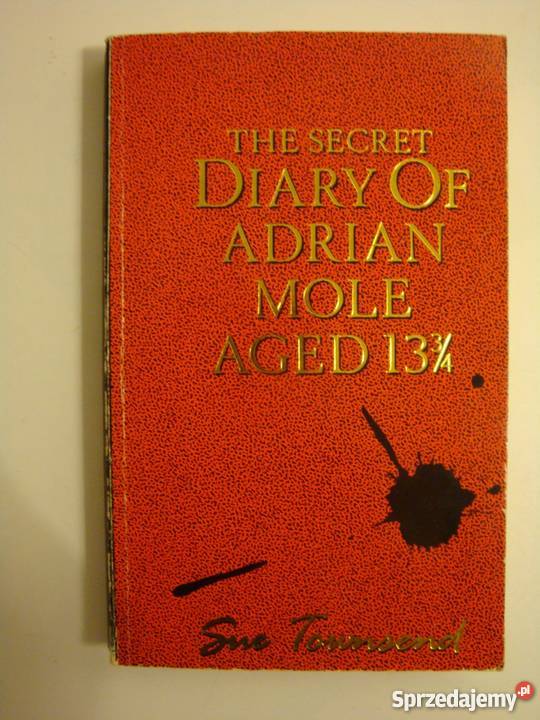 THE SECRET
DIARY OF
ADRIAN
MOLE
AGED 13¾
Sue Townsend
Sprzedajemy.pl